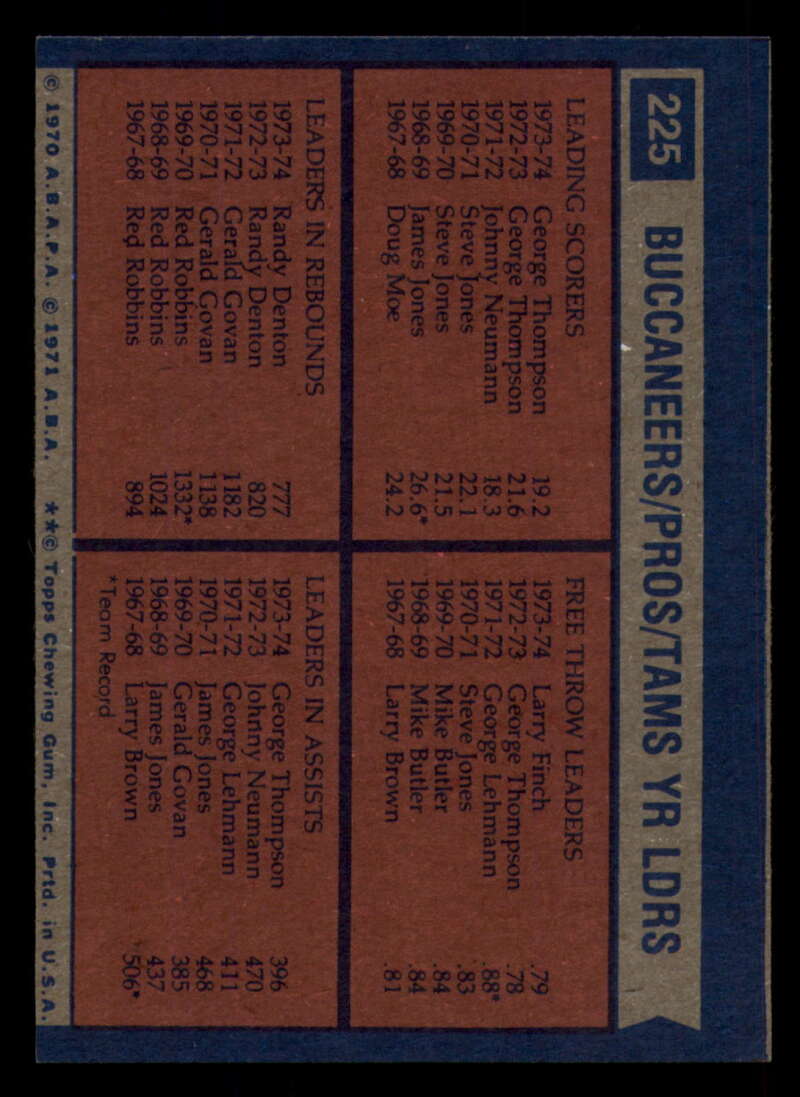 225 BUCCANEERS/PROS/TAMS YR LDRS
LEADING SCORERS
1973-74 George Thompson 19.2
1972-73 George Thompson 21.6
1971-72 Johnny Neumann 18.3
1970-71 Steve Jones 22.1
1969-70 Steve Jones 21.5
1968-69 James Jones 26.6*
1967-68 Doug Moe 24.2
FREE THROW LEADERS
1973-74 Larry Finch .79
1972-73 George Thompson .78
1971-72 George Lehmann .88*
1970-71 Steve Jones .83
1969-70 Mike Butler .84
1968-69 Mike Butler .84
1967-68 Larry Brown .81
LEADERS IN REBOUNDS
1973-74 Randy Denton 777
1972-73 Randy Denton 820
1971-72 Gerald Govan 1182
1970-71 Gerald Govan 1138
1969-70 Red Robbins 1332*
1968-69 Red Robbins 1024
1967-68 Red Robbins 894
LEADERS IN ASSISTS
1973-74 George Thompson 396
1972-73 Johnny Neumann 470
1971-72 George Lehmann 411
1970-71 James Jones 468
1969-70 Gerald Govan 385
1968-69 James Jones 437
1967-68 Larry Brown 506*
*Team Record
© 1970 A.B.A.P.A. © 1971 A.B.A. **© Topps Chewing Gum, Inc. Prtd. in U.S.A.